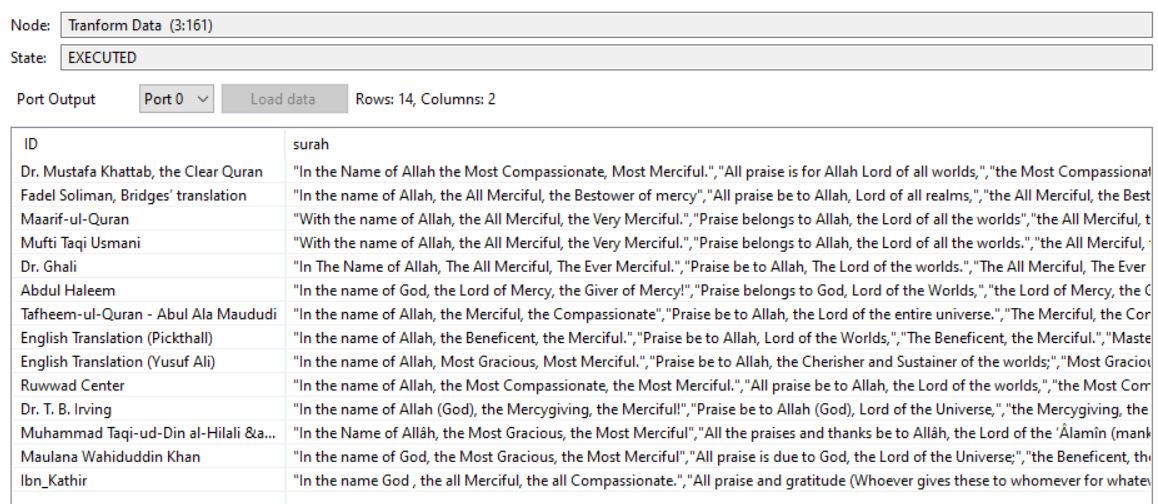 Node: Tranform Data (3:161)
State: EXECUTED
Port Output Port 0 Load data Rows: 14, Columns: 2
ID surah
Dr. Mustafa Khattab, the Clear Quran "In the Name of Allah the Most Compassionate, Most Merciful.","All praise is for Allah Lord of all worlds,","the Most Compassionat
Fadel Soliman, Bridges’ translation "In the name of Allah, the All Merciful, the Bestower of mercy","All praise be to Allah, Lord of all realms,","the All Merciful, the Best
Maarif-ul-Quran "With the name of Allah, the All Merciful, the Very Merciful.","Praise belongs to Allah, the Lord of all the worlds","the All Merciful, t
Mufti Taqi Usmani "With the name of Allah, the All Merciful, the Very Merciful.","Praise belongs to Allah, the Lord of all the worlds.","the All Merciful,
Dr. Ghali "In The Name of Allah, The All Merciful, The Ever Merciful.","Praise be to Allah, The Lord of the worlds.","The All Merciful, The Ever
Abdul Haleem "In the name of God, the Lord of Mercy, the Giver of Mercy!","Praise belongs to God, Lord of the Worlds,","the Lord of Mercy, the G
Tafheem-ul-Quran - Abul Ala Maududi "In the name of Allah, the Merciful, the Compassionate","Praise be to Allah, the Lord of the entire universe.","The Merciful, the Cor
English Translation (Pickthall) "In the name of Allah, the Beneficent, the Merciful.","Praise be to Allah, Lord of the Worlds,","The Beneficent, the Merciful.","Maste
English Translation (Yusuf Ali) "In the name of Allah, Most Gracious, Most Merciful.","Praise be to Allah, the Cherisher and Sustainer of the worlds;","Most Graciou
Ruwwad Center "In the name of Allah, the Most Compassionate, the Most Merciful.","All praise be to Allah, the Lord of the worlds,","the Most Com
Dr. T. B. Irving "In the name of Allah (God), the Mercygiving, the Merciful!","Praise be to Allah (God), Lord of the Universe,","the Mercygiving, the
Muhammad Taqi-ud-Din al-Hilali &a... "In the Name of Allâh, the Most Gracious, the Most Merciful","All the praises and thanks be to Allâh, the Lord of the ‘Âlamîn (mank
Maulana Wahiduddin Khan "In the name of God, the Most Gracious, the Most Merciful","All praise is due to God, the Lord of the Universe;","the Beneficent, th
Ibn_Kathir "In the name God , the all Merciful, the all Compassionate.","All praise and gratitude (Whoever gives these to whomever for whatev